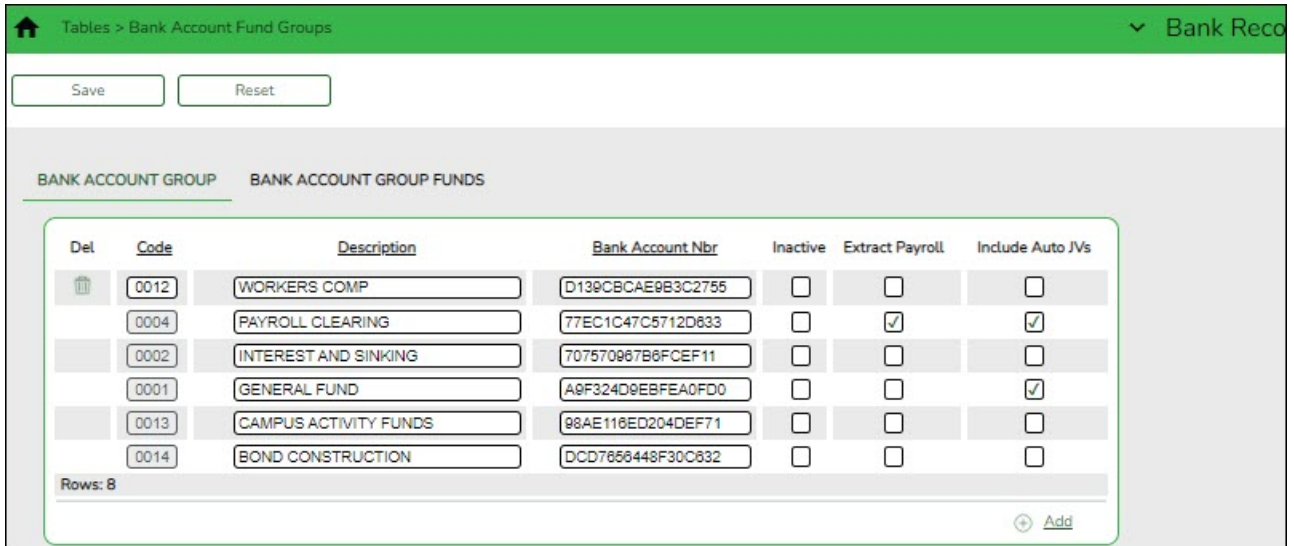 Tables > Bank Account Fund Groups Bank Reco
Save Reset
BANK ACCOUNT GROUP BANK ACCOUNT GROUP FUNDS
Del Code Description Bank Account Nbr Inactive Extract Payroll Include Auto JVs
0012 WORKERS COMP D139CBCAE9B3C2755
0004 PAYROLL CLEARING 77EC1C47C5712D633
0002 INTEREST AND SINKING 707570967B6FCEF11
0001 GENERAL FUND A9F324D9EBFEA0FD0
0013 CAMPUS ACTIVITY FUNDS 98AE116ED204DEF71
0014 BOND CONSTRUCTION DCD7656448F30C632
Rows: 8
Add